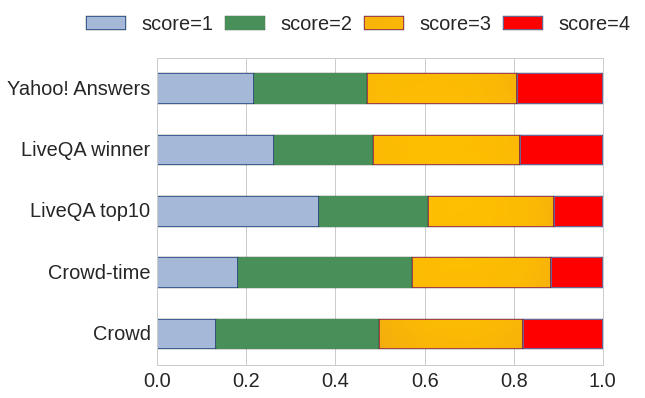 score=1 score=2 score=3 score=4
Yahoo! Answers
LiveQA winner
LiveQA top10
Crowd-time
Crowd
0.0 0.2 0.4 0.6 0.8 1.0